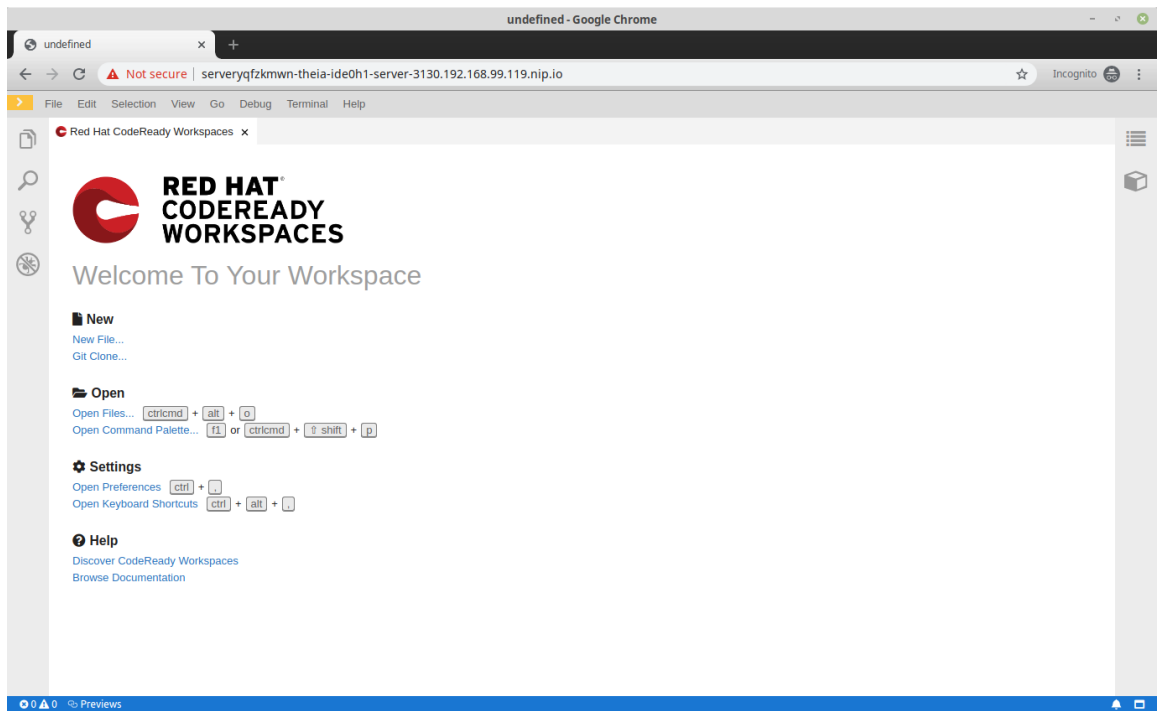 undefined - Google Chrome
undefined
Not secure serveryqfzkmwn-theia-ide0h1-server-3130.192.168.99.119.nip.io Incognito
File Edit Selection View Go Debug Terminal Help
Red Hat CodeReady Workspaces
RED HAT®
CODEREADY
WORKSPACES
Welcome To Your Workspace
New
New File...
Git Clone...
Open
Open Files... ctrlcmd + alt + o
Open Command Palette... f1 or ctrlcmd + ⇧ shift + p
Settings
Open Preferences ctrl + ,
Open Keyboard Shortcuts ctrl + alt + ,
Help
Discover CodeReady Workspaces
Browse Documentation
0 0 Previews